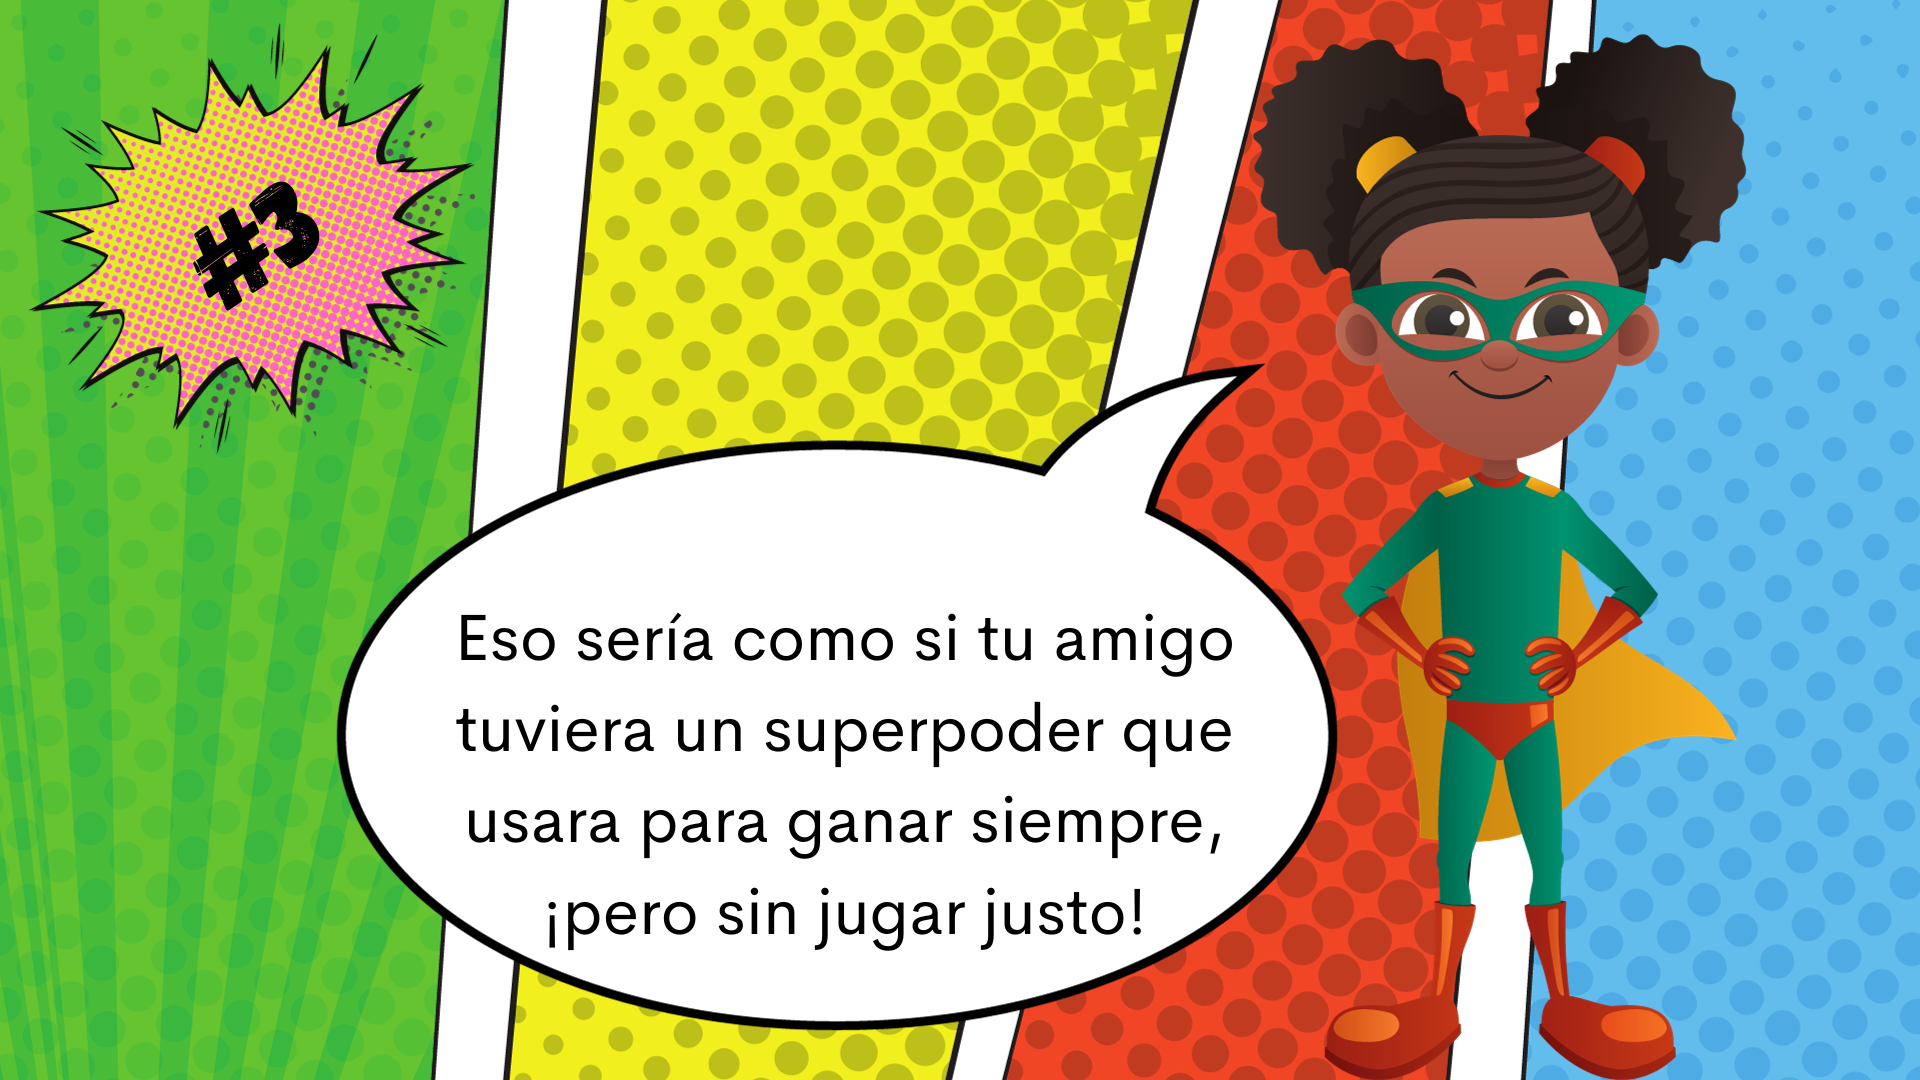 #3
Eso sería como si tu amigo
tuviera un superpoder que
usara para ganar siempre,
¡pero sin jugar justo!